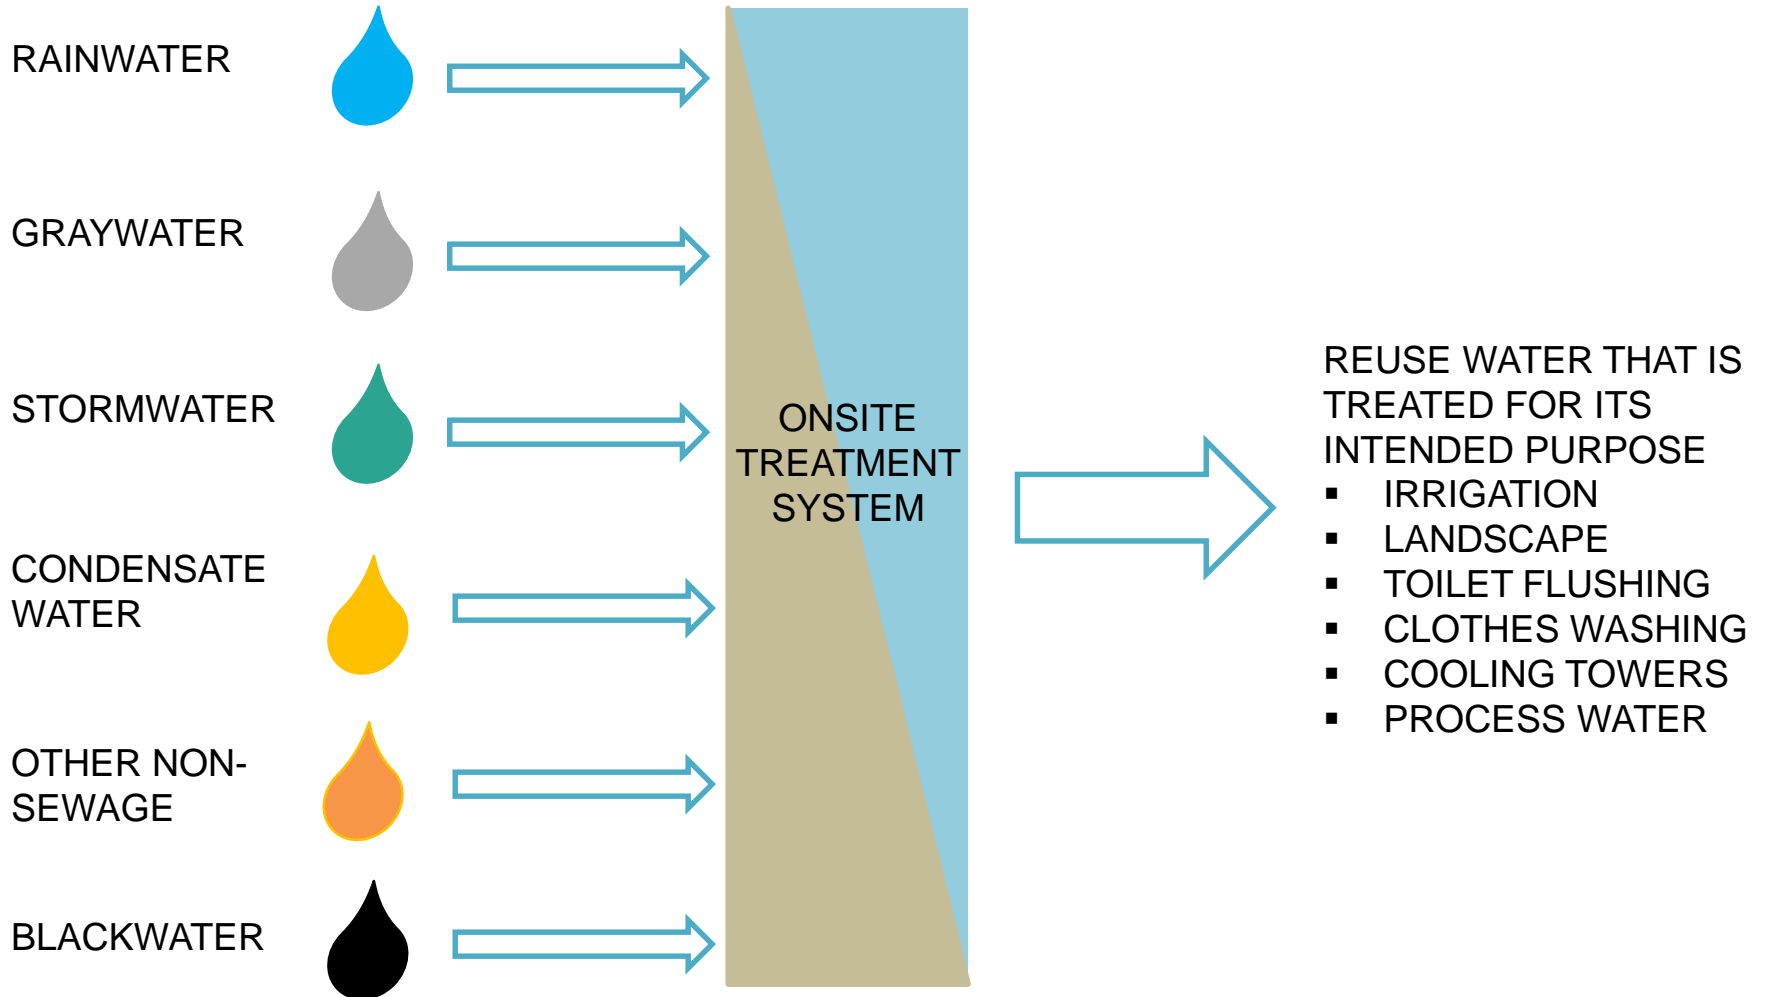 RAINWATER
GRAYWATER
STORMWATER
CONDENSATE
WATER
OTHER NON-
SEWAGE
BLACKWATER
ONSITE
TREATMENT
SYSTEM
REUSE WATER THAT IS
TREATED FOR ITS
INTENDED PURPOSE
▪ IRRIGATION
▪ LANDSCAPE
▪ TOILET FLUSHING
▪ CLOTHES WASHING
▪ COOLING TOWERS
▪ PROCESS WATER